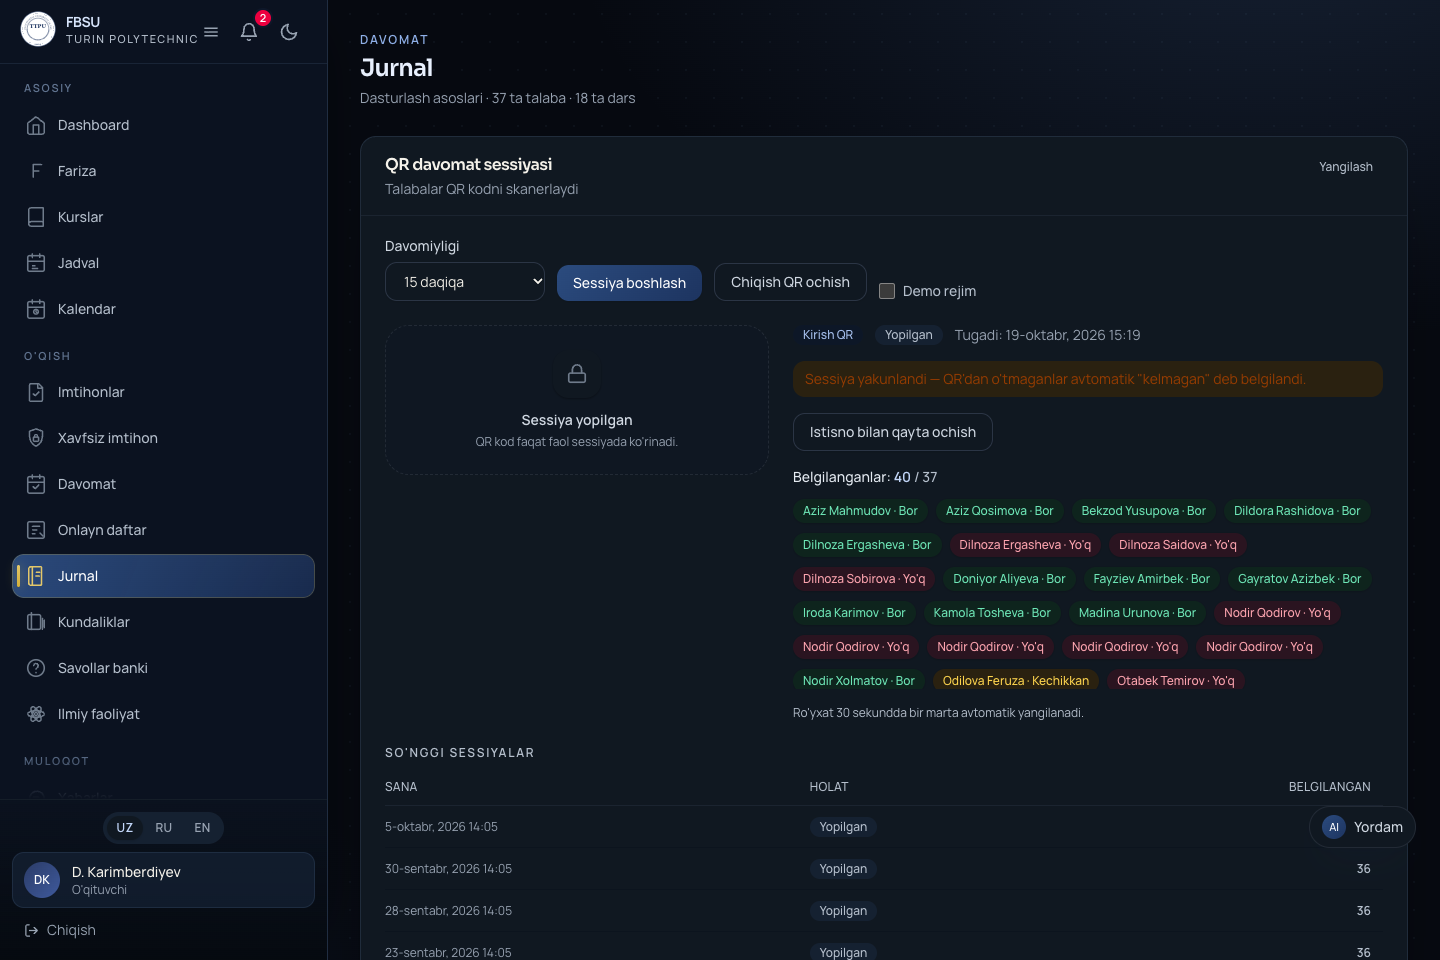 TTPU
FBSU
TURIN POLYTECHNIC
2
ASOSIY
Dashboard
F Fariza
Kurslar
Jadval
Kalendar
O'QISH
Imtihonlar
Xavfsiz imtihon
Davomat
Onlayn daftar
Jurnal
Kundaliklar
Savollar banki
Ilmiy faoliyat
MULOQOT
Xabarlar
UZ RU EN
DK
D. Karimberdiyev
O'qituvchi
Chiqish
DAVOMAT
Jurnal
Dasturlash asoslari · 37 ta talaba · 18 ta dars
QR davomat sessiyasi
Talabalar QR kodni skanerlaydi
Yangilash
Davomiyligi
15 daqiqa
Sessiya boshlash
Chiqish QR ochish
Demo rejim
Sessiya yopilgan
QR kod faqat faol sessiyada ko'rinadi.
Kirish QR Yopilgan Tugadi: 19-oktabr, 2026 15:19
Sessiya yakunlandi — QR'dan o'tmaganlar avtomatik "kelmagan" deb belgilandi.
Istisno bilan qayta ochish
Belgilanganlar: 40 / 37
Aziz Mahmudov · Bor Aziz Qosimova · Bor Bekzod Yusupova · Bor Dildora Rashidova · Bor
Dilnoza Ergasheva · Bor Dilnoza Ergasheva · Yo'q Dilnoza Saidova · Yo'q
Dilnoza Sobirova · Yo'q Doniyor Aliyeva · Bor Fayziev Amirbek · Bor Gayratov Azizbek · Bor
Iroda Karimov · Bor Kamola Tosheva · Bor Madina Urunova · Bor Nodir Qodirov · Yo'q
Nodir Qodirov · Yo'q Nodir Qodirov · Yo'q Nodir Qodirov · Yo'q Nodir Qodirov · Yo'q
Nodir Xolmatov · Bor Odilova Feruza · Kechikkan Otabek Temirov · Yo'q
Ro'yxat 30 sekundda bir marta avtomatik yangilanadi.
SO'NGGI SESSIYALAR
SANA HOLAT BELGILANGAN
5-oktabr, 2026 14:05 Yopilgan
AI Yordam
30-sentabr, 2026 14:05 Yopilgan 36
28-sentabr, 2026 14:05 Yopilgan 36
23-sentabr, 2026 14:05 Yopilgan 36